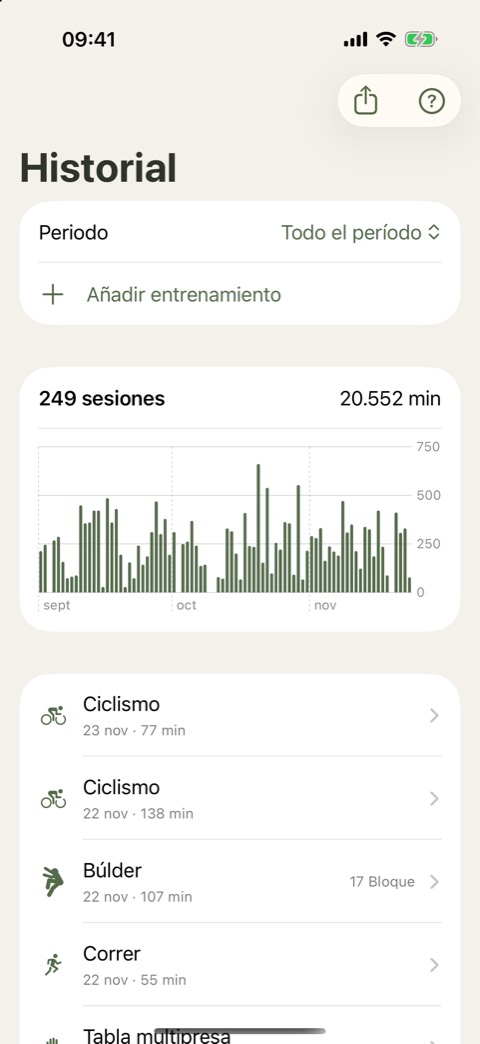 09:41
Historial
Periodo Todo el período
Añadir entrenamiento
249 sesiones 20.552 min
750
500
250
0
sept oct nov
Ciclismo
23 nov · 77 min
Ciclismo
22 nov · 138 min
Búlder
22 nov · 107 min
17 Bloque
Correr
22 nov · 55 min
Tabla multipresa